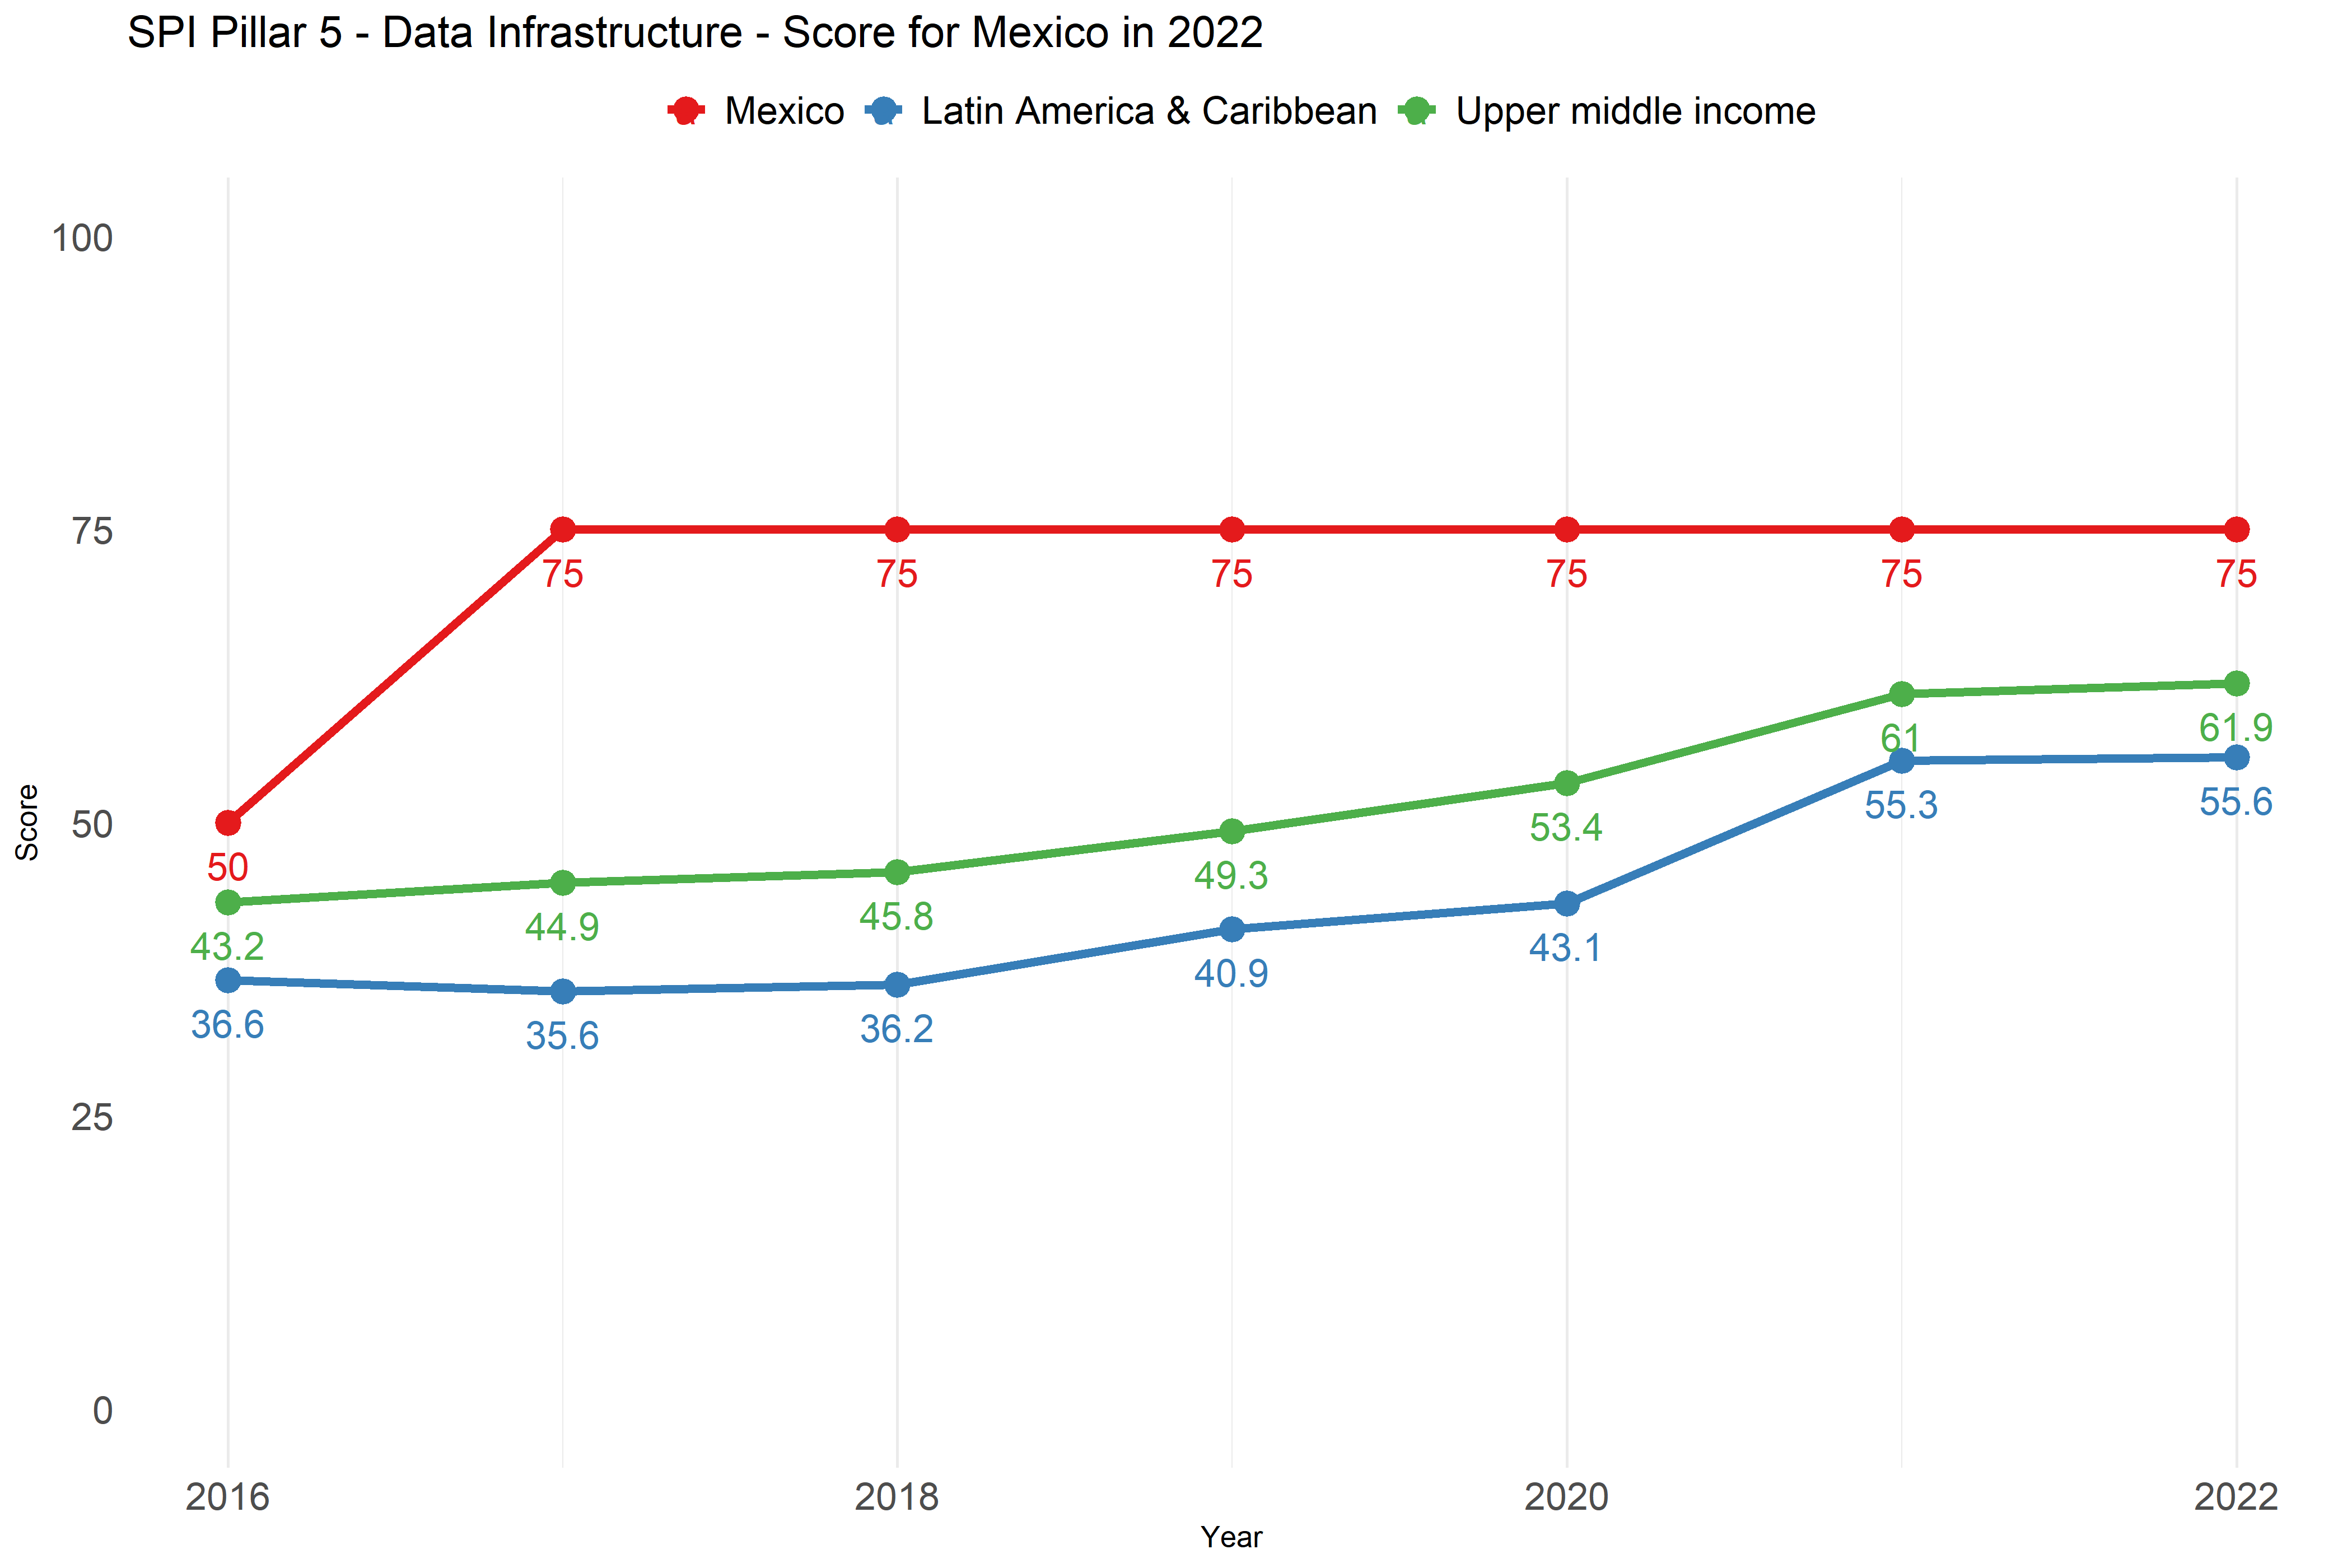 SPI Pillar 5 - Data Infrastructure - Score for Mexico in 2022
Mexico Latin America & Caribbean Upper middle income
100
75
50
25
0
Score
75 75 75 75 75 75
50
43.2 44.9 45.8 49.3 53.4 61 61.9
36.6 35.6 36.2 40.9 43.1 55.3 55.6
2016 2018 2020 2022
Year